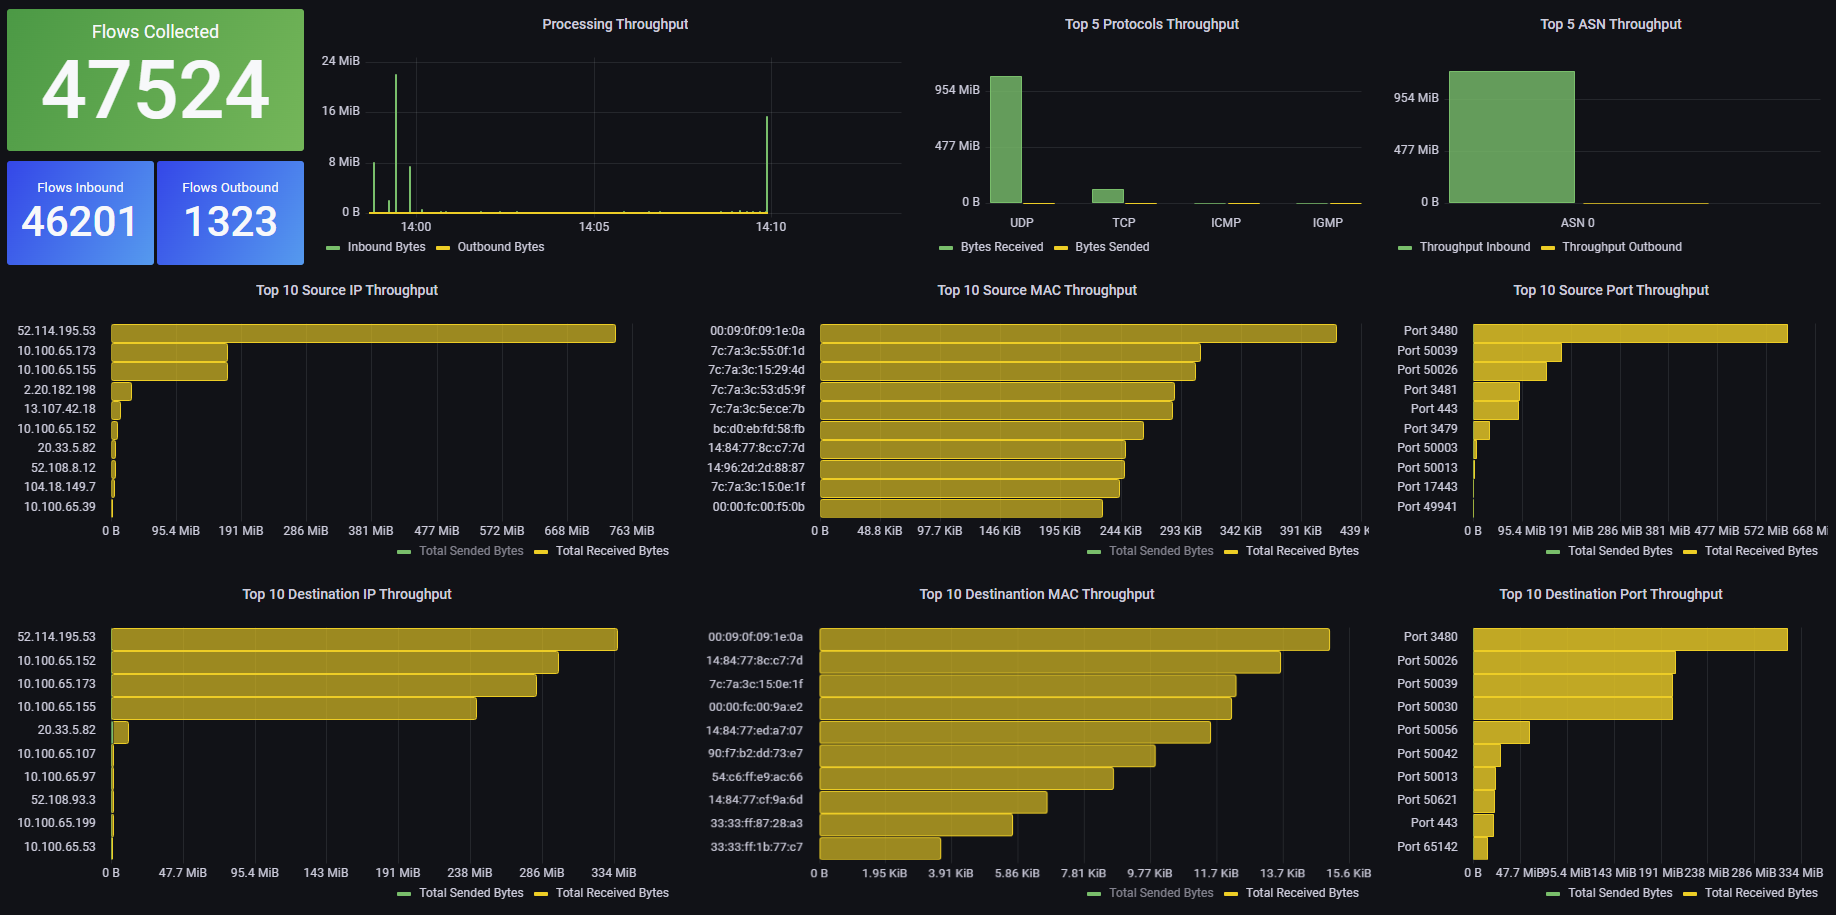 Flows Collected
47524
Flows Inbound
46201
Flows Outbound
1323
Processing Throughput
24 MiB
16 MiB
8 MiB
0 B
14:00 14:05 14:10
Inbound Bytes Outbound Bytes
Top 5 Protocols Throughput
954 MiB
477 MiB
0 B
UDP TCP ICMP IGMP
Bytes Received Bytes Sended
Top 5 ASN Throughput
954 MiB
477 MiB
0 B
ASN 0
Throughput Inbound Throughput Outbound
Top 10 Source IP Throughput
52.114.195.53
10.100.65.173
10.100.65.155
2.20.182.198
13.107.42.18
10.100.65.152
20.33.5.82
52.108.8.12
104.18.149.7
10.100.65.39
0 B 95.4 MiB 191 MiB 286 MiB 381 MiB 477 MiB 572 MiB 668 MiB 763 MiB
Total Sended Bytes Total Received Bytes
Top 10 Source MAC Throughput
00:09:0f:09:1e:0a
7c:7a:3c:55:0f:1d
7c:7a:3c:15:29:4d
7c:7a:3c:53:d5:9f
7c:7a:3c:5e:ce:7b
bc:d0:eb:fd:58:fb
14:84:77:8c:c7:7d
14:96:2d:2d:88:87
7c:7a:3c:15:0e:1f
00:00:fc:00:f5:0b
0 B 48.8 KiB 97.7 KiB 146 KiB 195 KiB 244 KiB 293 KiB 342 KiB 391 KiB 439 K
Total Sended Bytes Total Received Bytes
Top 10 Source Port Throughput
Port 3480
Port 50039
Port 50026
Port 3481
Port 443
Port 3479
Port 50003
Port 50013
Port 17443
Port 49941
0 B 95.4 MiB 191 MiB 286 MiB 381 MiB 477 MiB 572 MiB 668 Mi
Total Sended Bytes Total Received Bytes
Top 10 Destination IP Throughput
52.114.195.53
10.100.65.152
10.100.65.173
10.100.65.155
20.33.5.82
10.100.65.107
10.100.65.97
52.108.93.3
10.100.65.199
10.100.65.53
0 B 47.7 MiB 95.4 MiB 143 MiB 191 MiB 238 MiB 286 MiB 334 MiB
Total Sended Bytes Total Received Bytes
Top 10 Destinantion MAC Throughput
00:09:0f:09:1e:0a
14:84:77:8c:c7:7d
7c:7a:3c:15:0e:1f
00:00:fc:00:9a:e2
14:84:77:ed:a7:07
90:f7:b2:dd:73:e7
54:c6:ff:e9:ac:66
14:84:77:cf:9a:6d
33:33:ff:87:28:a3
33:33:ff:1b:77:c7
0 B 1.95 KiB 3.91 KiB 5.86 KiB 7.81 KiB 9.77 KiB 11.7 KiB 13.7 KiB 15.6 KiB
Total Sended Bytes Total Received Bytes
Top 10 Destination Port Throughput
Port 3480
Port 50026
Port 50039
Port 50030
Port 50056
Port 50042
Port 50013
Port 50621
Port 443
Port 65142
0 B 47.7 MiB 95.4 MiB 143 MiB 191 MiB 238 MiB 286 MiB 334 MiB
Total Sended Bytes Total Received Bytes